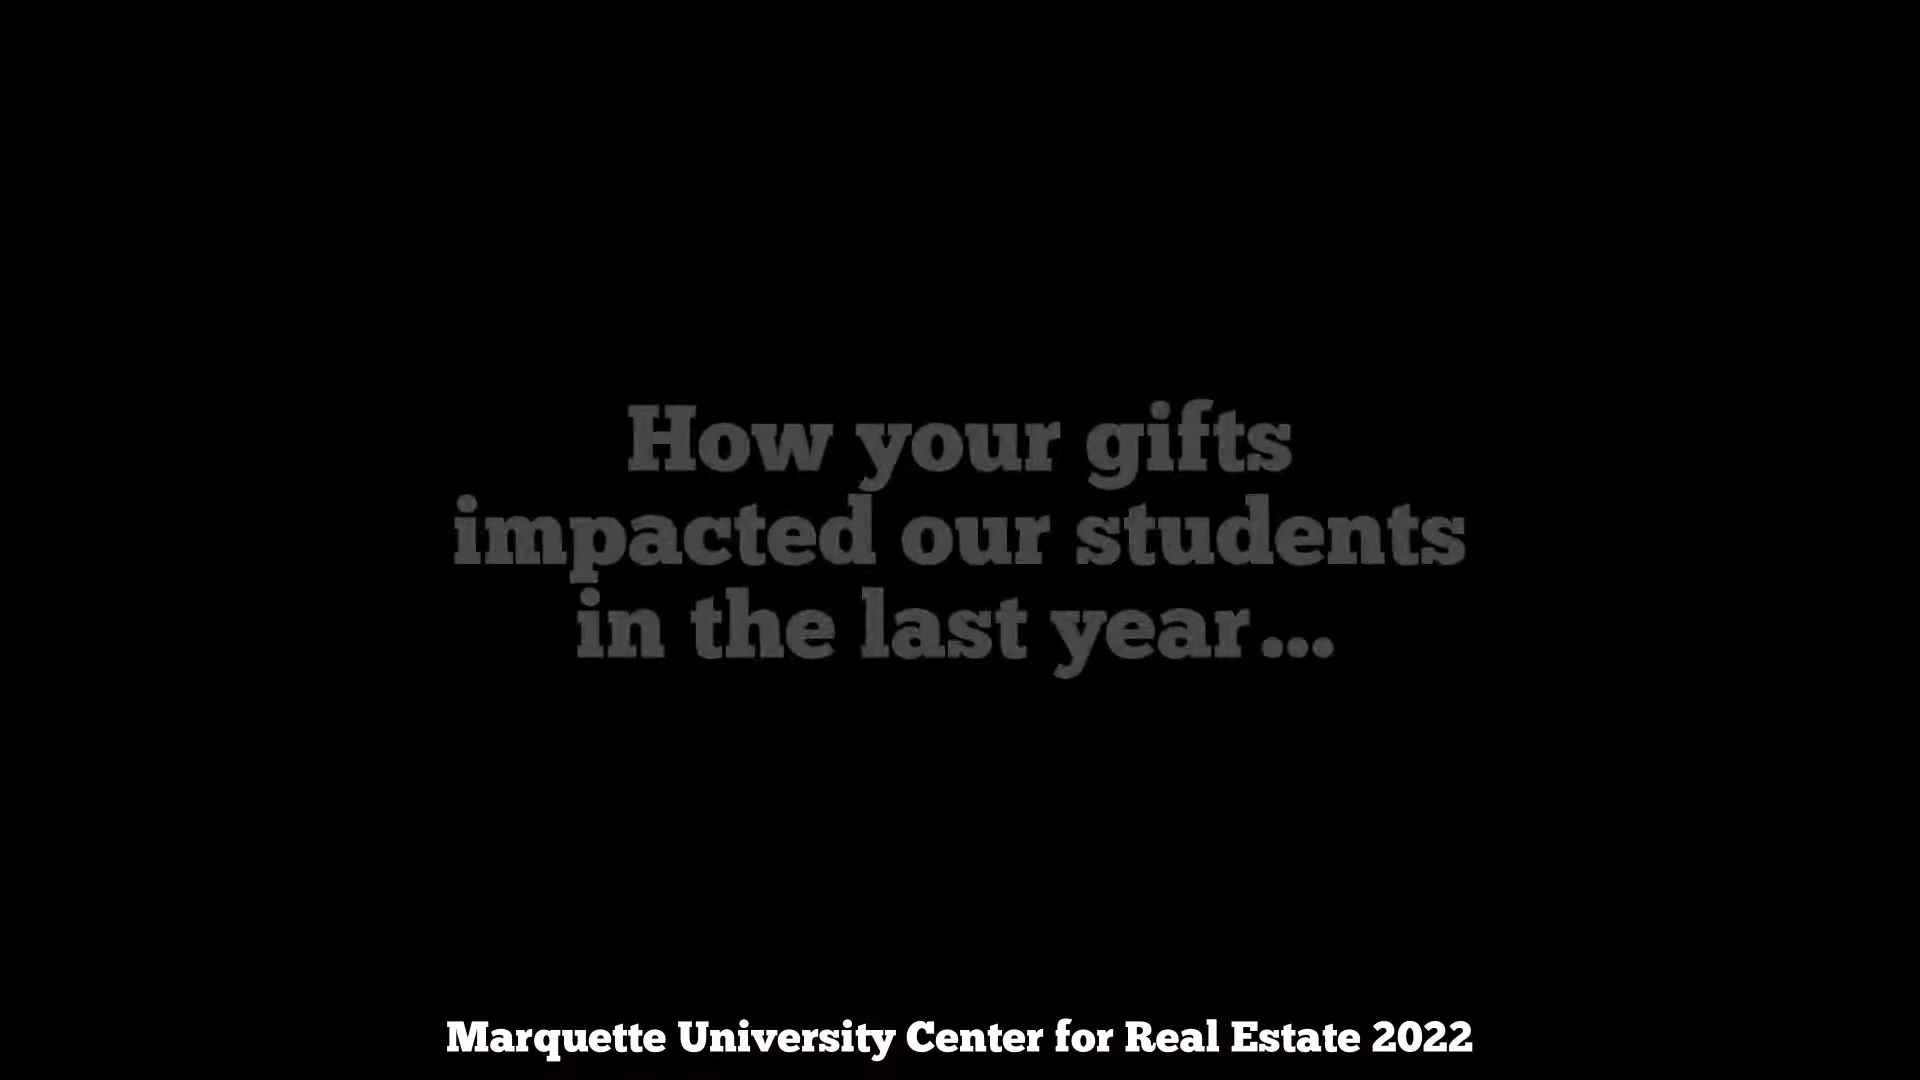 How your gifts
impacted our students
in the last year...
Marquette University Center for Real Estate 2022